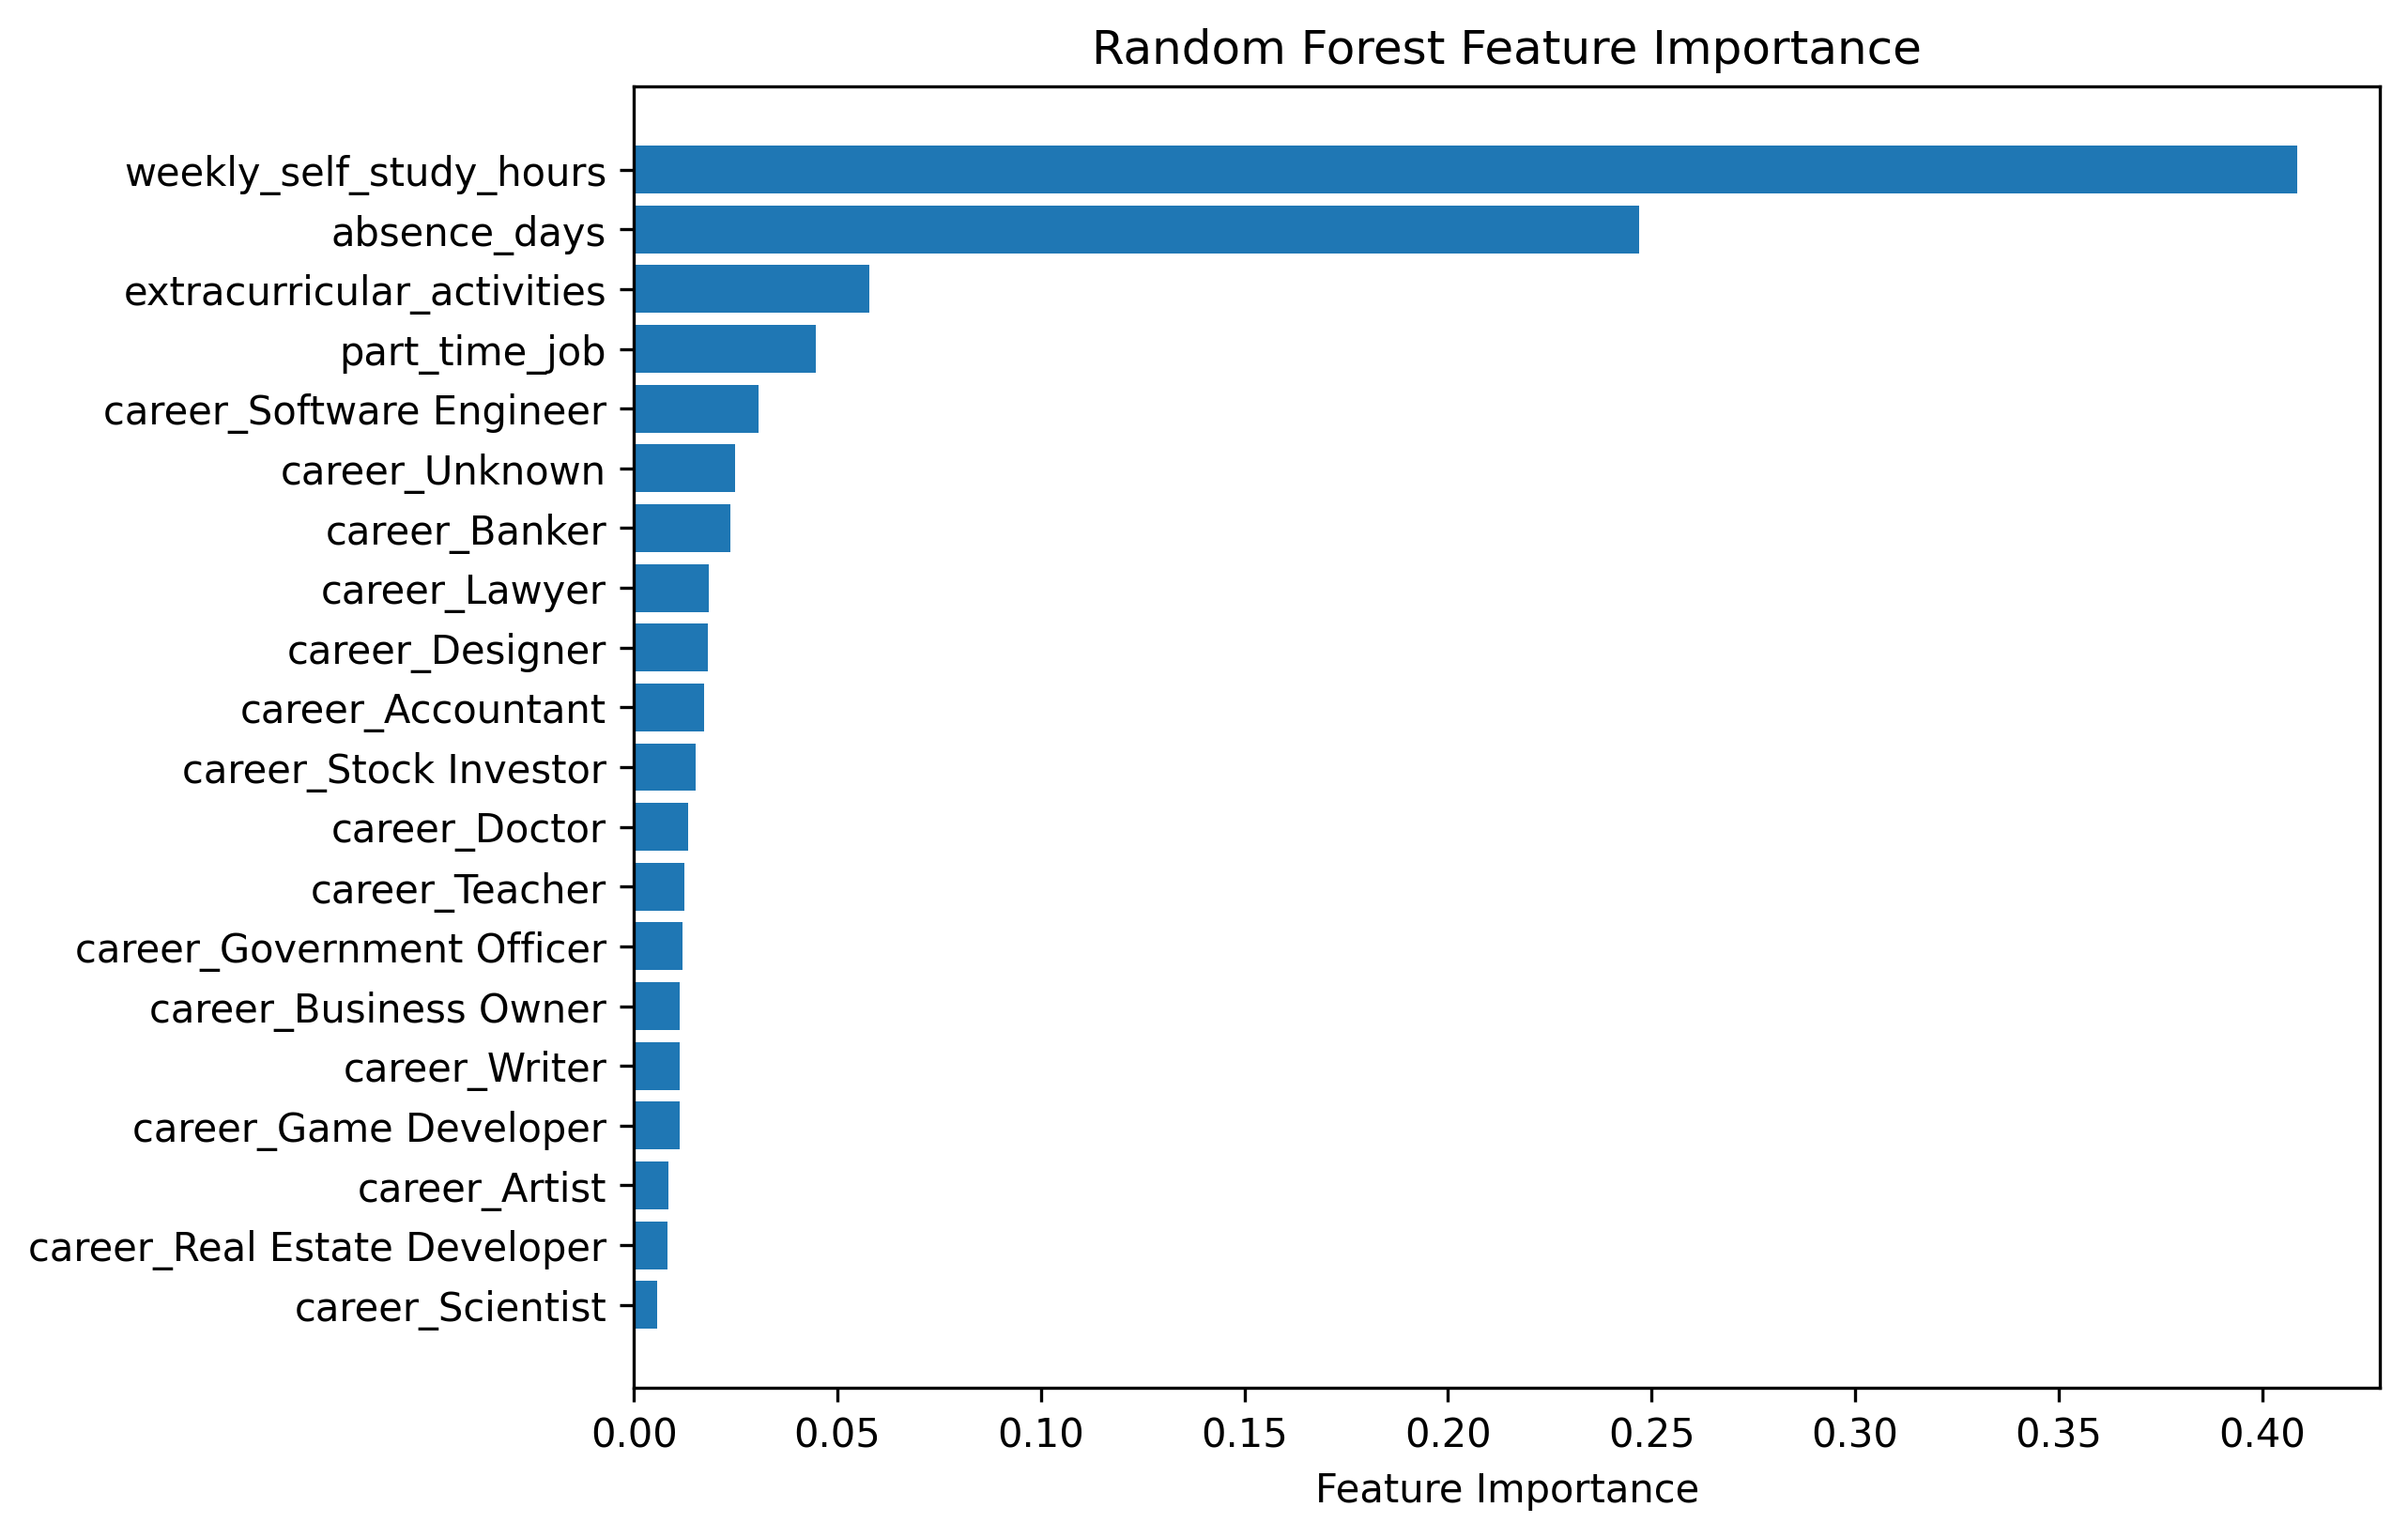 Random Forest Feature Importance
weekly_self_study_hours
absence_days
extracurricular_activities
part_time_job
career_Software Engineer
career_Unknown
career_Banker
career_Lawyer
career_Designer
career_Accountant
career_Stock Investor
career_Doctor
career_Teacher
career_Government Officer
career_Business Owner
career_Writer
career_Game Developer
career_Artist
career_Real Estate Developer
career_Scientist
0.00 0.05 0.10 0.15 0.20 0.25 0.30 0.35 0.40
Feature Importance